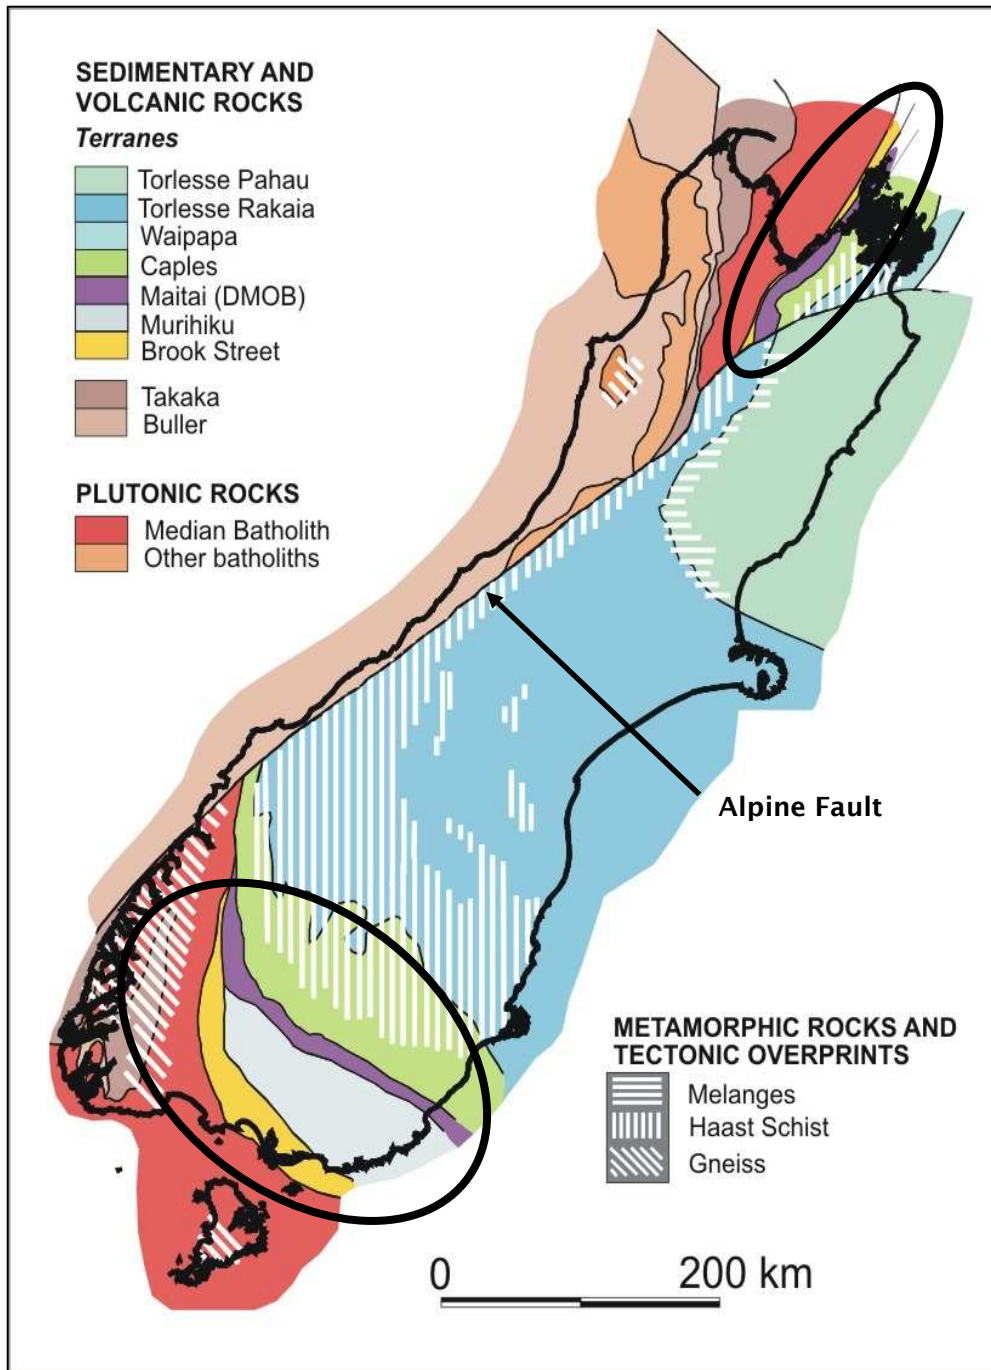 SEDIMENTARY AND
VOLCANIC ROCKS
Terranes
Torlesse Pahau
Torlesse Rakaia
Waipapa
Caples
Maitai (DMOB)
Murihiku
Brook Street
Takaka
Buller
PLUTONIC ROCKS
Median Batholith
Other batholiths
Alpine Fault
METAMORPHIC ROCKS AND
TECTONIC OVERPRINTS
Melanges
Haast Schist
Gneiss
0 200 km